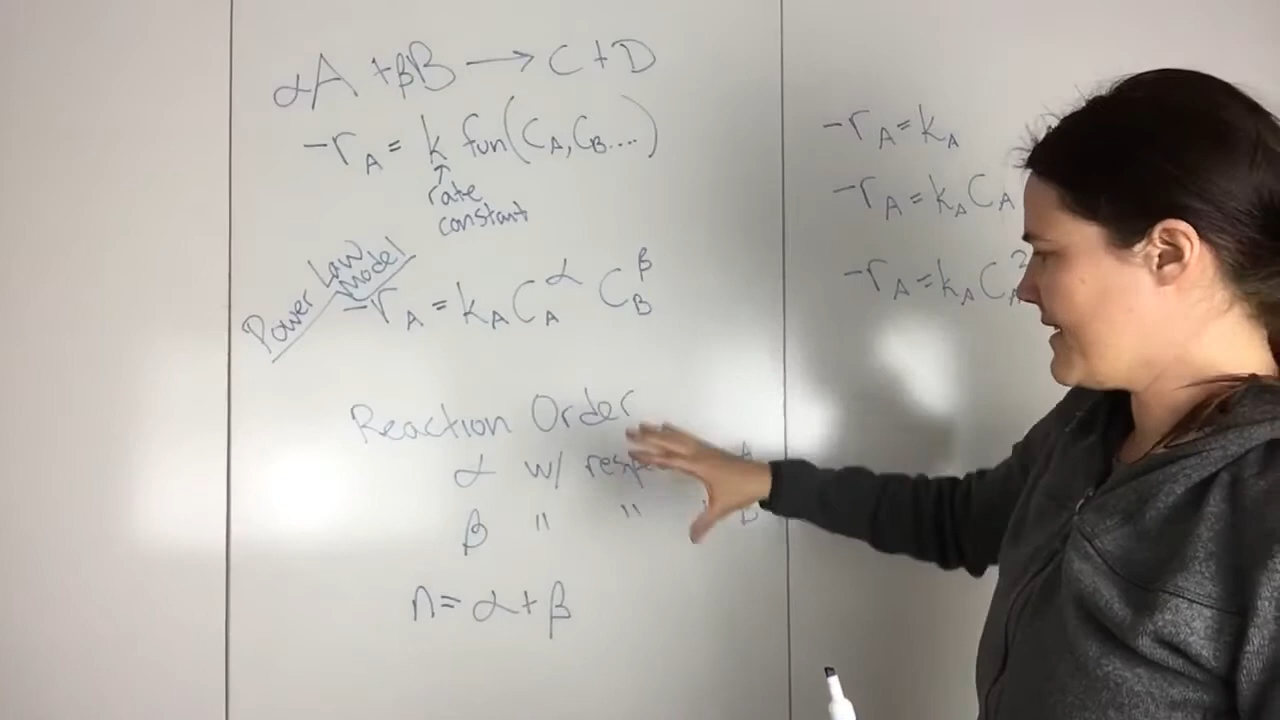 αA + βB → C + D
-r_A = k fun(C_A, C_B....)
↑
rate
constant
Power Law
Model
-r_A = k_A C_A^α C_B^β
Reaction Order
α w/
β " " "
n = α + β
-r_A = k_A
-r_A = k_A C_A
-r_A = k_A C_A^2